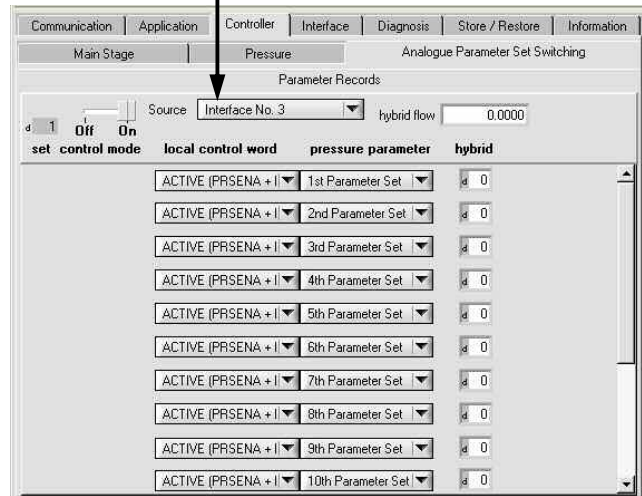 Communication Application Controller Interface Diagnosis Store / Restore Information
Main Stage Pressure Analogue Parameter Set Switching
Parameter Records
Source Interface No. 3 hybrid flow 0.0000
d 1 Off On
set control mode local control word pressure parameter hybrid
ACTIVE (PRSENA + I 1st Parameter Set d 0
ACTIVE (PRSENA + I 2nd Parameter Set d 0
ACTIVE (PRSENA + I 3rd Parameter Set d 0
ACTIVE (PRSENA + I 4th Parameter Set d 0
ACTIVE (PRSENA + I 5th Parameter Set d 0
ACTIVE (PRSENA + I 6th Parameter Set d 0
ACTIVE (PRSENA + I 7th Parameter Set d 0
ACTIVE (PRSENA + I 8th Parameter Set d 0
ACTIVE (PRSENA + I 9th Parameter Set d 0
ACTIVE (PRSENA + I 10th Parameter Set d 0